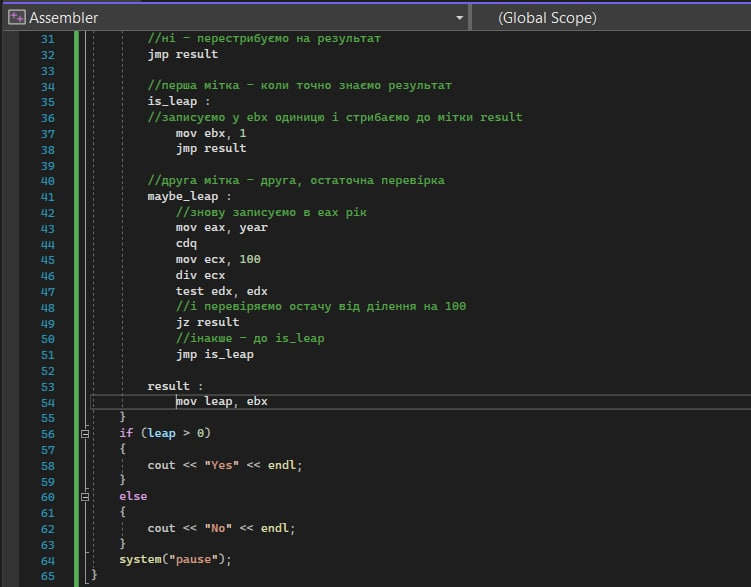 Assembler (Global Scope)
31 //ні - перестрибуємо на результат
32 jmp result
33
34 //перша мітка - коли точно знаємо результат
35 is_leap :
36 //записуємо у ebx одиницю і стрибаємо до мітки result
37 mov ebx, 1
38 jmp result
39
40 //друга мітка - друга, остаточна перевірка
41 maybe_leap :
42 //знову записуємо в eax рік
43 mov eax, year
44 cdq
45 mov ecx, 100
46 div ecx
47 test edx, edx
48 //і перевіряємо остачу від ділення на 100
49 jz result
50 //інакше - до is_leap
51 jmp is_leap
52
53 result :
54 mov leap, ebx
55 }
56 if (leap > 0)
57 {
58 cout << "Yes" << endl;
59 }
60 else
61 {
62 cout << "No" << endl;
63 }
64 system("pause");
65 }